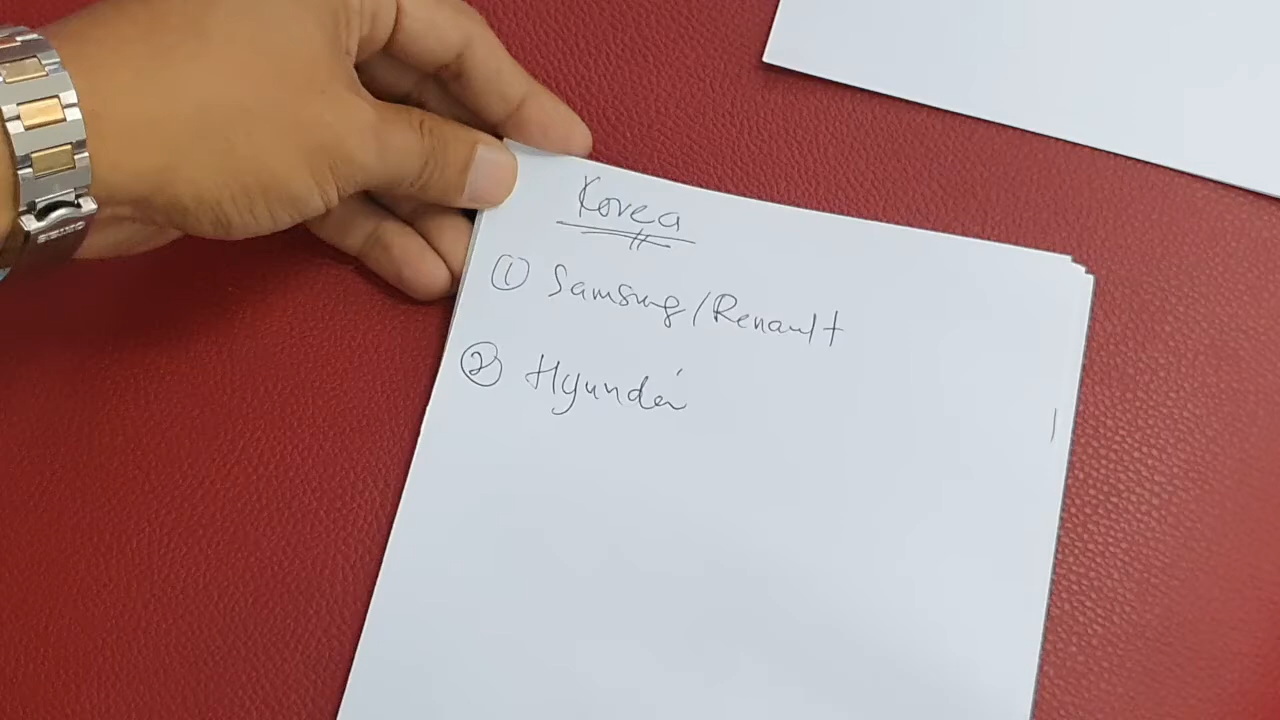 Korea
① Samsung/Renault
② Hyundai